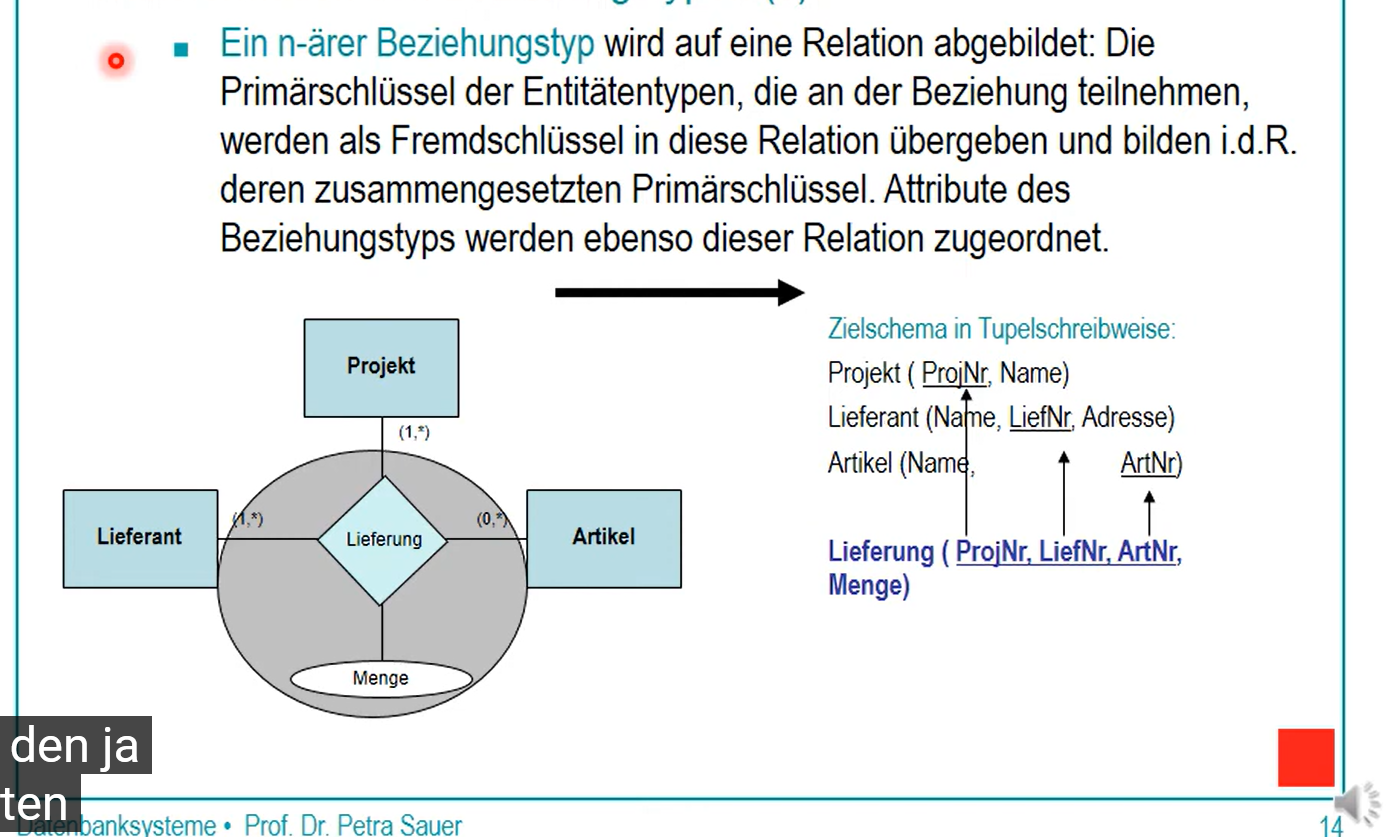 Ein n-ärer Beziehungstyp wird auf eine Relation abgebildet: Die
Primärschlüssel der Entitätentypen, die an der Beziehung teilnehmen,
werden als Fremdschlüssel in diese Relation übergeben und bilden i.d.R.
deren zusammengesetzten Primärschlüssel. Attribute des
Beziehungstyps werden ebenso dieser Relation zugeordnet.
Projekt
(1,*)
Lieferant
(1,*)
Lieferung
(0,*)
Artikel
Menge
Zielschema in Tupelschreibweise:
Projekt ( ProjNr, Name)
Lieferant (Name, LiefNr, Adresse)
Artikel (Name, ArtNr)
Lieferung ( ProjNr, LiefNr, ArtNr,
Menge)
den ja
ten
Datenbanksysteme • Prof. Dr. Petra Sauer
14